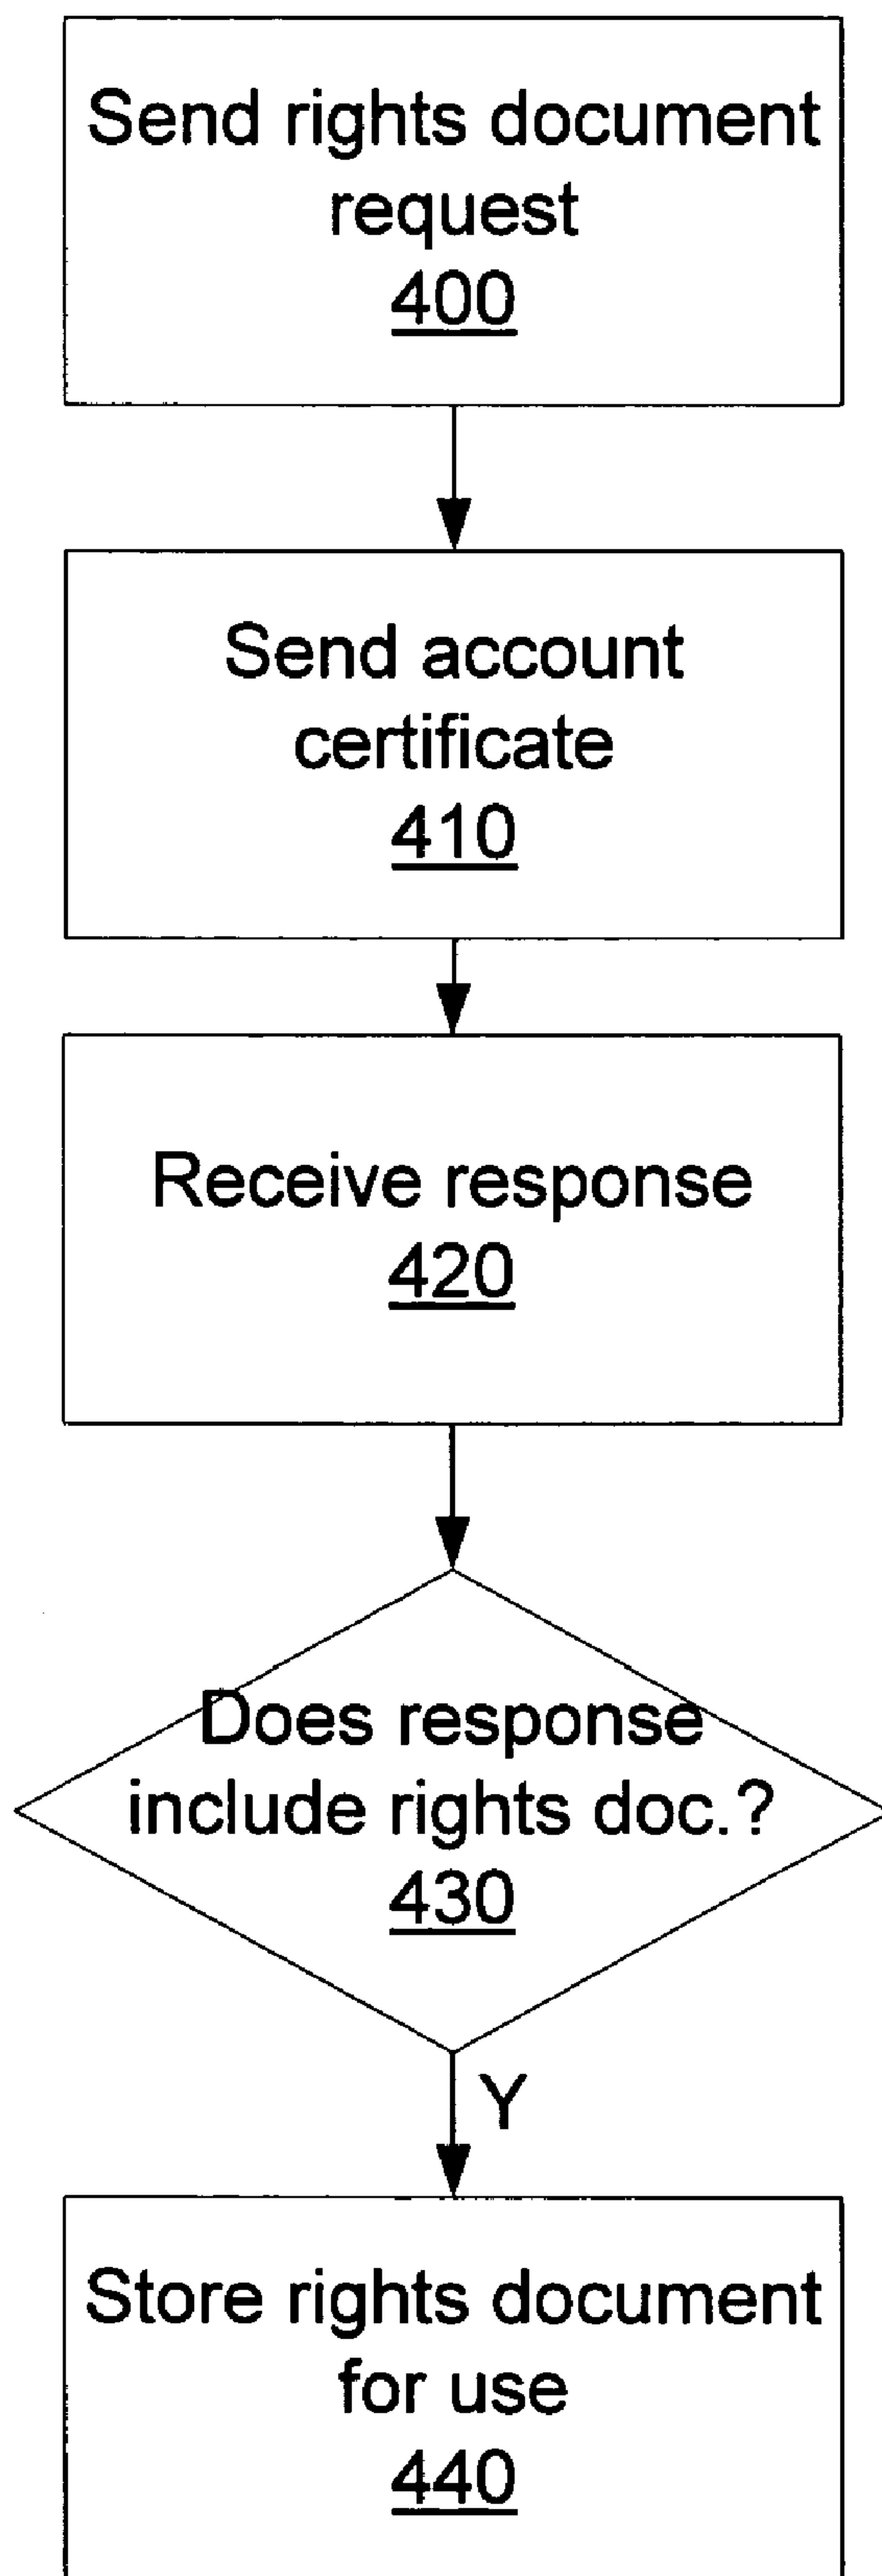 Send rights document
request
400
Send account
certificate
410
Receive response
420
Does response
include rights doc.?
430
Y
Store rights document
for use
440